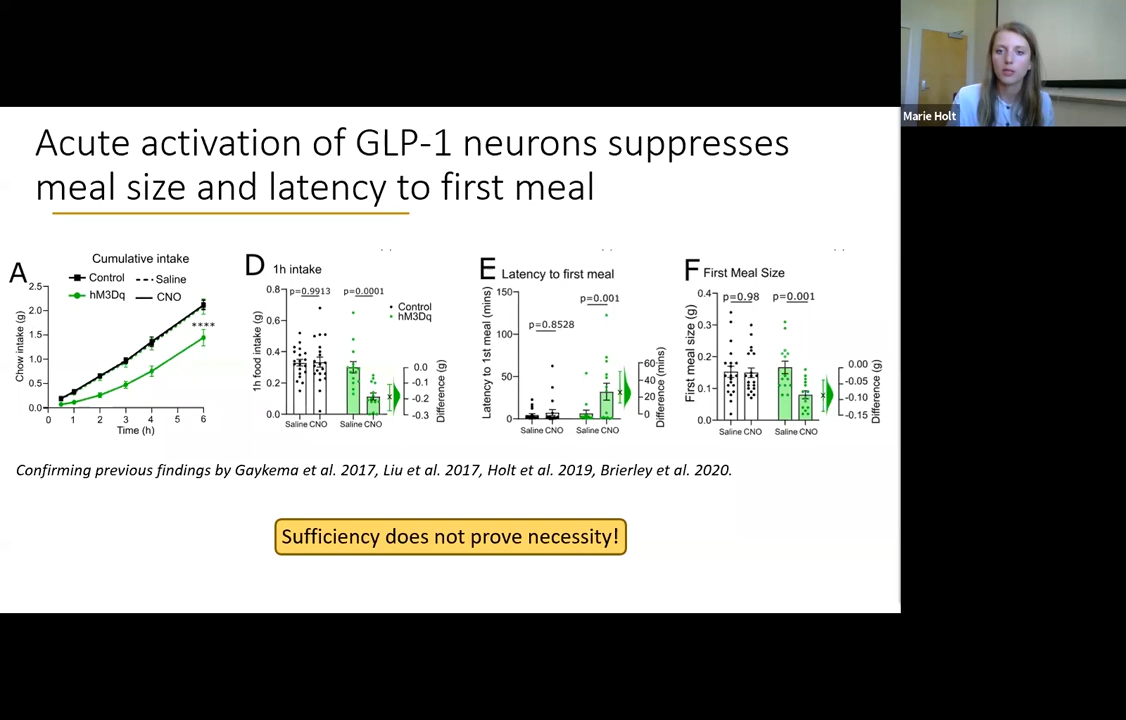 Marie Holt
Acute activation of GLP-1 neurons suppresses
meal size and latency to first meal
A
Cumulative intake
Control
Saline
hM3Dq
CNO
Chow intake (g)
2.5
2.0
1.5
1.0
0.5
0.0
****
0 1 2 3 4 5 6
Time (h)
D
1h intake
p=0.9913 p=0.0001
Control
hM3Dq
1h food intake (g)
0.8
0.6
0.4
0.2
0.0
0.0
-0.1
-0.2
-0.3
Difference (g)
Saline CNO Saline CNO
E
Latency to first meal
p=0.001
p=0.8528
Latency to 1st meal (mins)
150
100
50
0
60
40
20
0
Difference (mins)
Saline CNO Saline CNO
F
First Meal Size
p=0.98 p=0.001
First meal size (g)
0.4
0.3
0.2
0.1
0.0
0.00
-0.05
-0.10
-0.15
Difference (g)
Saline CNO Saline CNO
Confirming previous findings by Gaykema et al. 2017, Liu et al. 2017, Holt et al. 2019, Brierley et al. 2020.
Sufficiency does not prove necessity!